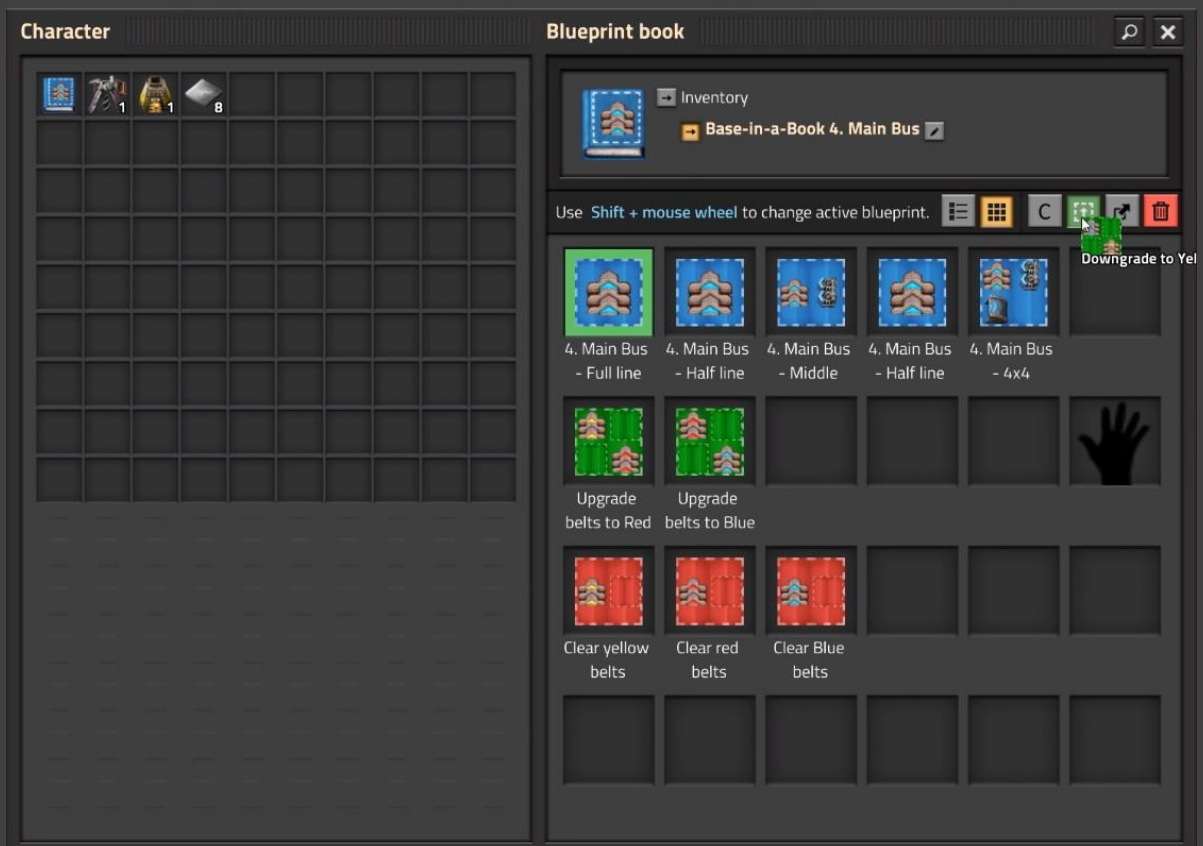 Character
Blueprint book
1
1
8
Inventory
Base-in-a-Book 4. Main Bus
Use Shift + mouse wheel to change active blueprint.
C
Downgrade to Yel
4. Main Bus
- Full line
4. Main Bus
- Half line
4. Main Bus
- Middle
4. Main Bus
- Half line
4. Main Bus
- 4x4
Upgrade
belts to Red
Upgrade
belts to Blue
Clear yellow
belts
Clear red
belts
Clear Blue
belts